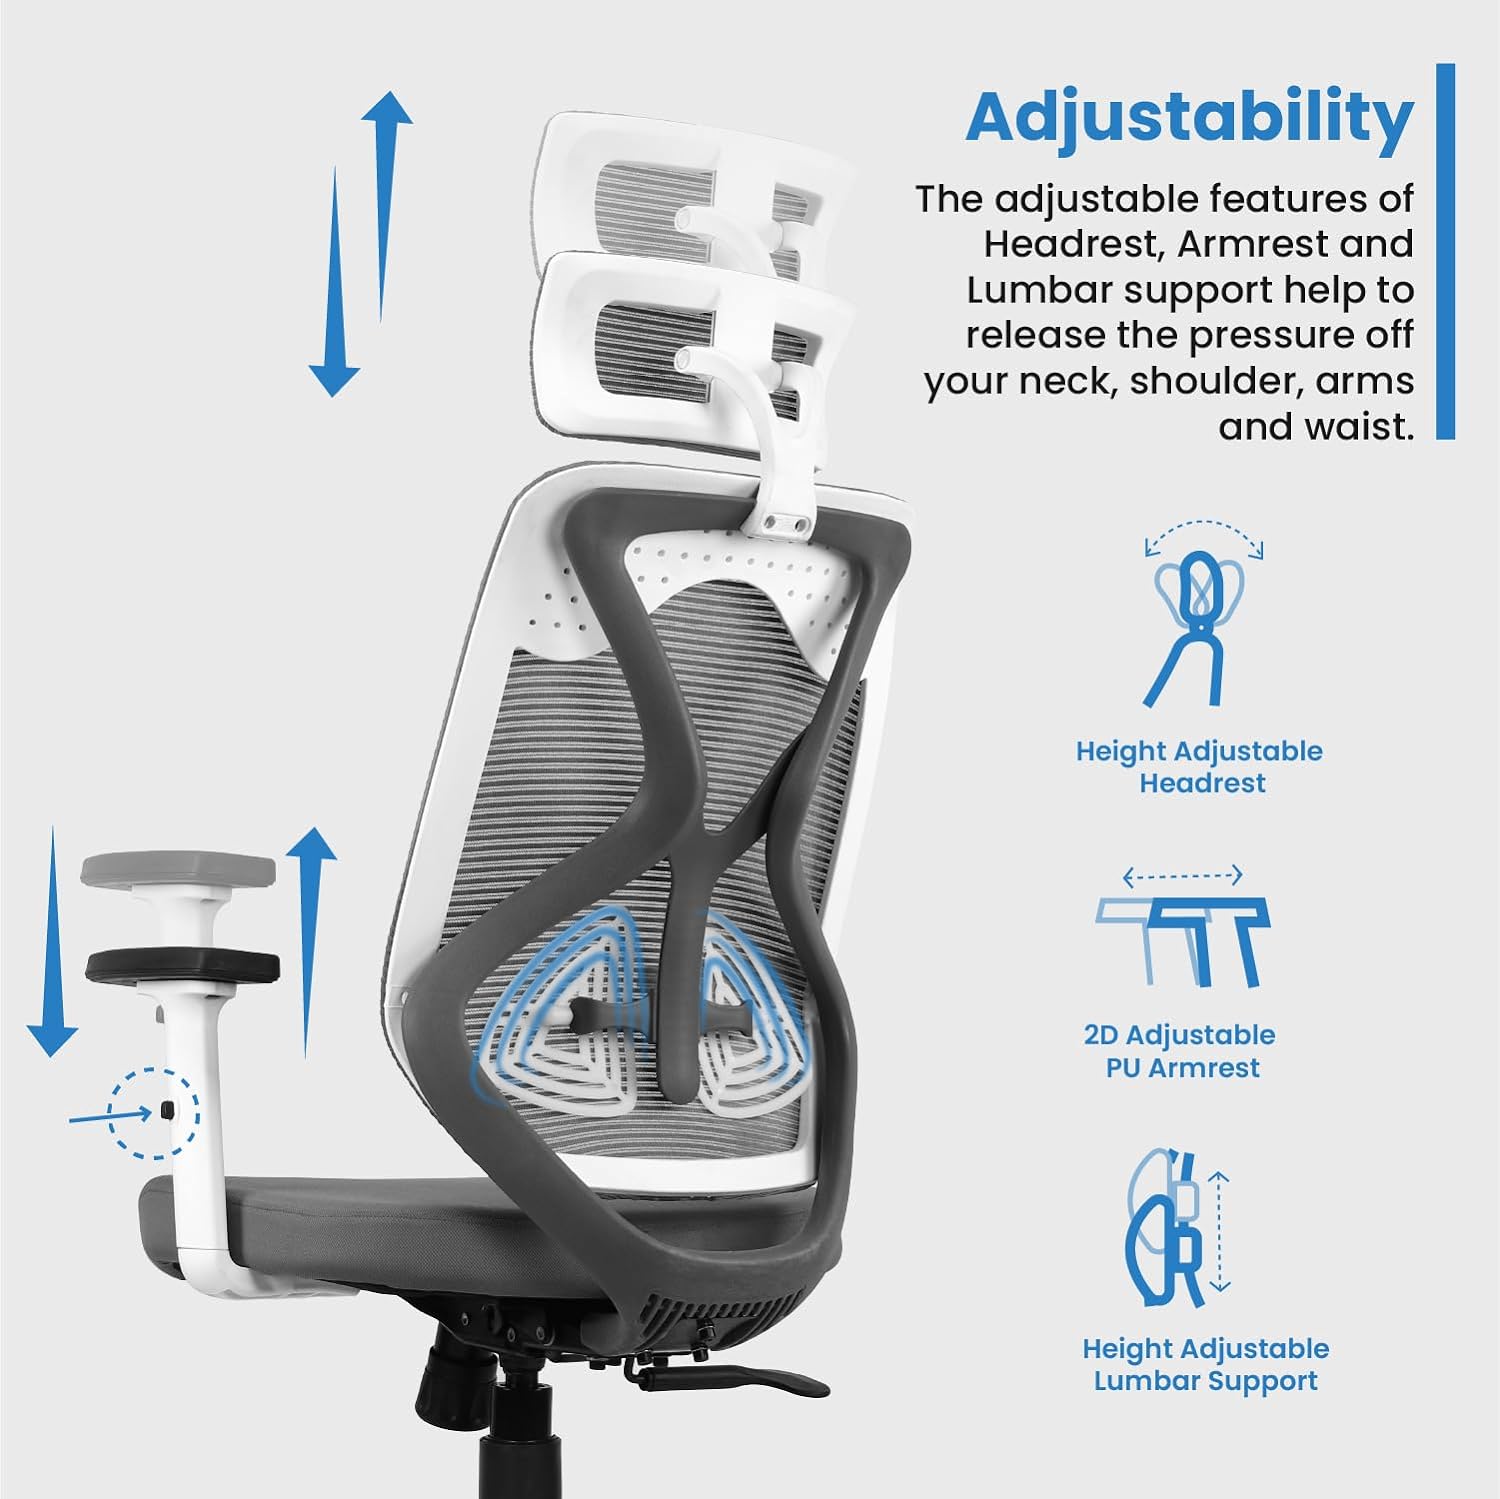 Adjustability
The adjustable features of
Headrest, Armrest and
Lumbar support help to
release the pressure off
your neck, shoulder, arms
and waist.
Height Adjustable
Headrest
2D Adjustable
PU Armrest
Height Adjustable
Lumbar Support